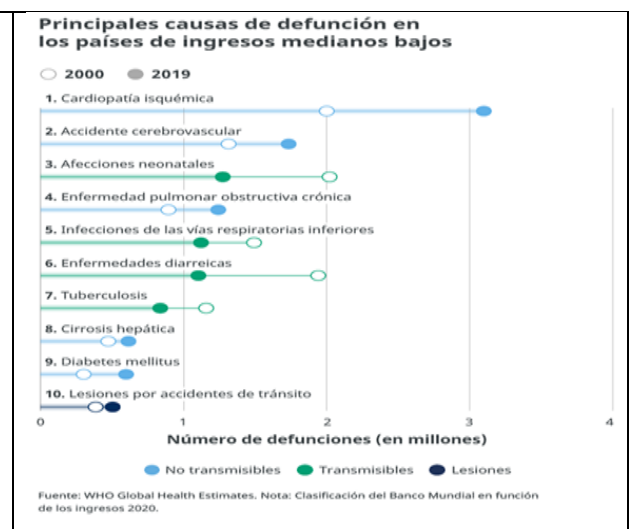 Principales causas de defunción en
los países de ingresos medianos bajos
2000 2019
1. Cardiopatía isquémica
2. Accidente cerebrovascular
3. Afecciones neonatales
4. Enfermedad pulmonar obstructiva crónica
5. Infecciones de las vías respiratorias inferiores
6. Enfermedades diarreicas
7. Tuberculosis
8. Cirrosis hepática
9. Diabetes mellitus
10. Lesiones por accidentes de tránsito
0 1 2 3 4
Número de defunciones (en millones)
No transmisibles Transmisibles Lesiones
Fuente: WHO Global Health Estimates. Nota: Clasificación del Banco Mundial en función
de los ingresos 2020.